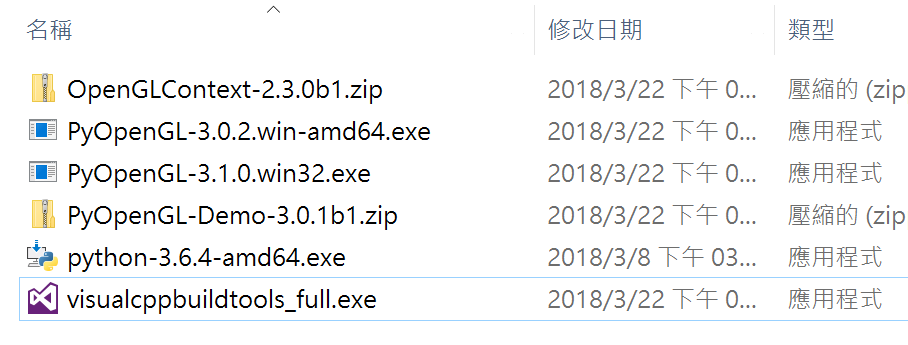 名稱 修改日期 類型
OpenGLContext-2.3.0b1.zip 2018/3/22 下午 0... 壓縮的 (zip
PyOpenGL-3.0.2.win-amd64.exe 2018/3/22 下午 0... 應用程式
PyOpenGL-3.1.0.win32.exe 2018/3/22 下午 0... 應用程式
PyOpenGL-Demo-3.0.1b1.zip 2018/3/22 下午 0... 壓縮的 (zip
python-3.6.4-amd64.exe 2018/3/8 下午 03... 應用程式
visualcppbuildtools_full.exe 2018/3/22 下午 0... 應用程式